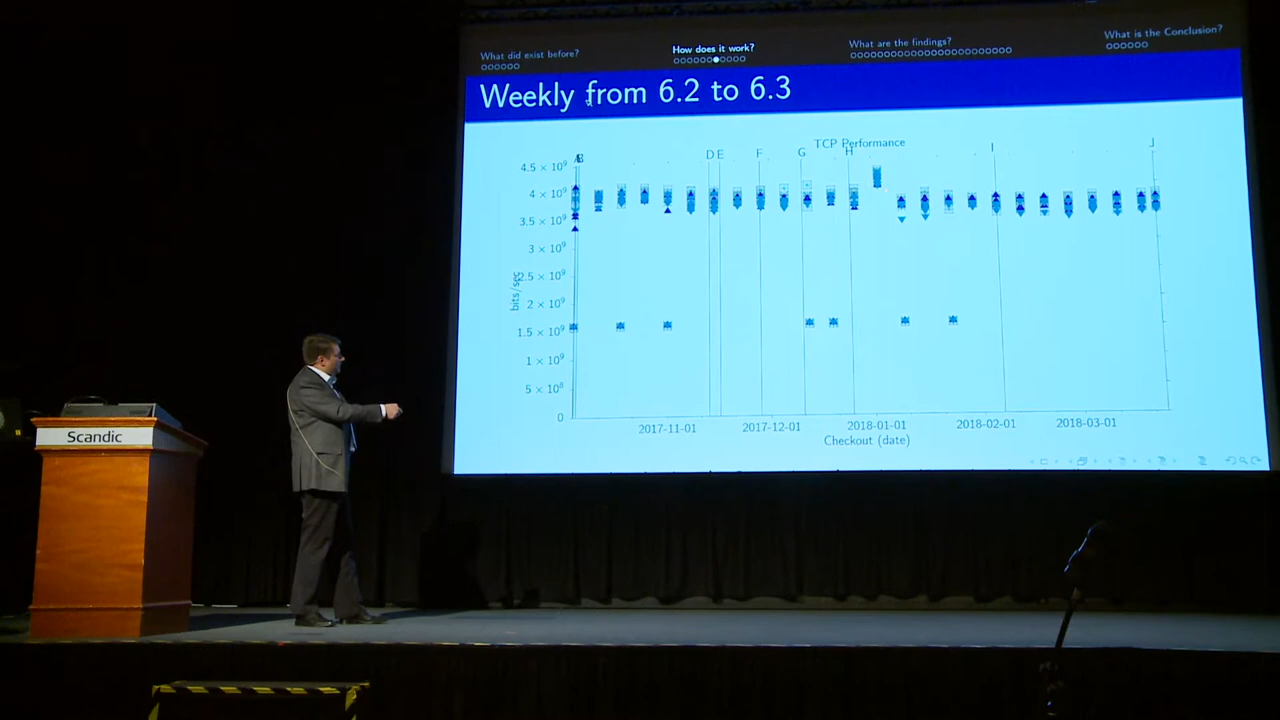 What did exist before?
How does it work?
What are the findings?
What is the Conclusion?
Weekly from 6.2 to 6.3
TCP Performance
D E F G H I J
4.5 × 10⁹
4 × 10⁹
3.5 × 10⁹
3 × 10⁹
2.5 × 10⁹
2 × 10⁹
1.5 × 10⁹
1 × 10⁹
5 × 10⁸
0
bits/sec
2017-11-01 2017-12-01 2018-01-01 2018-02-01 2018-03-01
Checkout (date)
Scandic